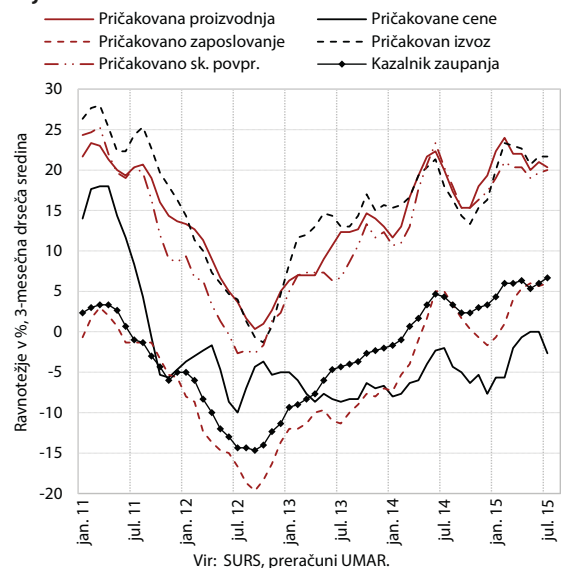 Pričakovana proizvodnja
Pričakovane cene
Pričakovano zaposlovanje
Pričakovan izvoz
Pričakovano sk. povpr.
Kazalnik zaupanja
Ravnotežje v %, 3-mesečna drseča sredina
30
25
20
15
10
5
0
-5
-10
-15
-20
jan. 11
jul. 11
jan. 12
jul. 12
jan. 13
jul. 13
jan. 14
jul. 14
jan. 15
jul. 15
Vir: SURS, preračuni UMAR.